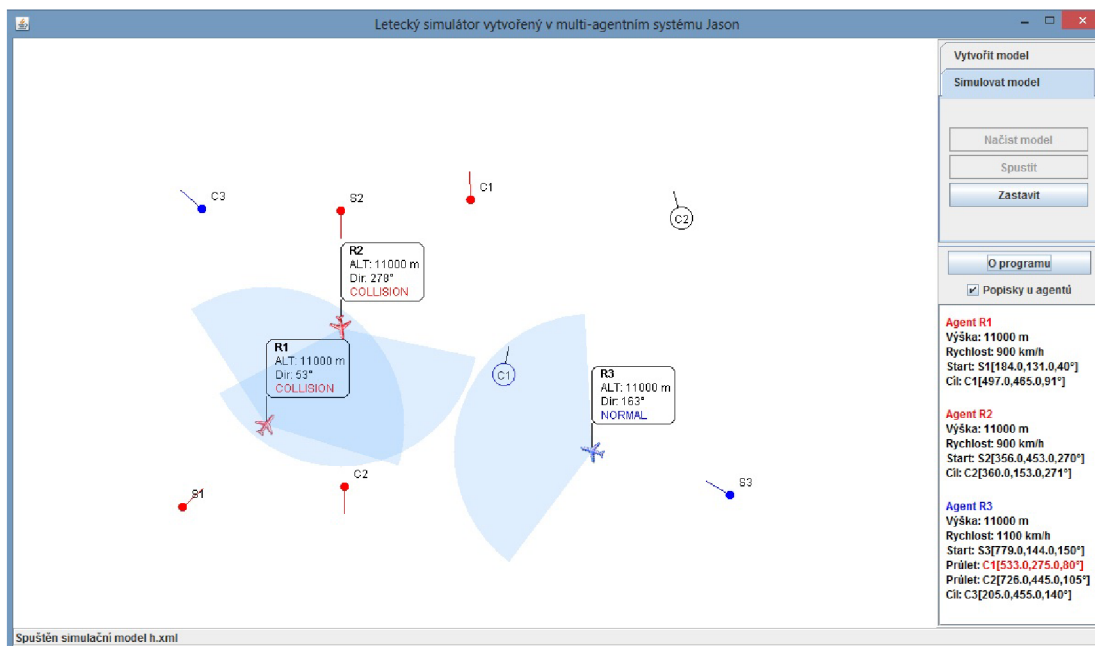 Letecký simulátor vytvořený v multi-agentním systému Jason
Vytvořit model
Simulovat model
Načíst model
Spustit
Zastavit
O programu
Popisky u agentů
C3
S2
C1
C2
R2
ALT: 11000 m
Dir: 278°
COLLISION
R1
ALT: 11000 m
Dir: 53°
COLLISION
C1
R3
ALT: 11000 m
Dir: 163°
NORMAL
S1
C2
S3
Agent R1
Výška: 11000 m
Rychlost: 900 km/h
Start: S1[184.0,131.0,40°]
Cíl: C1[497.0,465.0,91°]
Agent R2
Výška: 11000 m
Rychlost: 900 km/h
Start: S2[356.0,453.0,270°]
Cíl: C2[360.0,153.0,271°]
Agent R3
Výška: 11000 m
Rychlost: 1100 km/h
Start: S3[779.0,144.0,150°]
Průlet: C1[533.0,275.0,80°]
Průlet: C2[726.0,445.0,105°]
Cíl: C3[205.0,455.0,140°]
Spuštěn simulační model h.xml